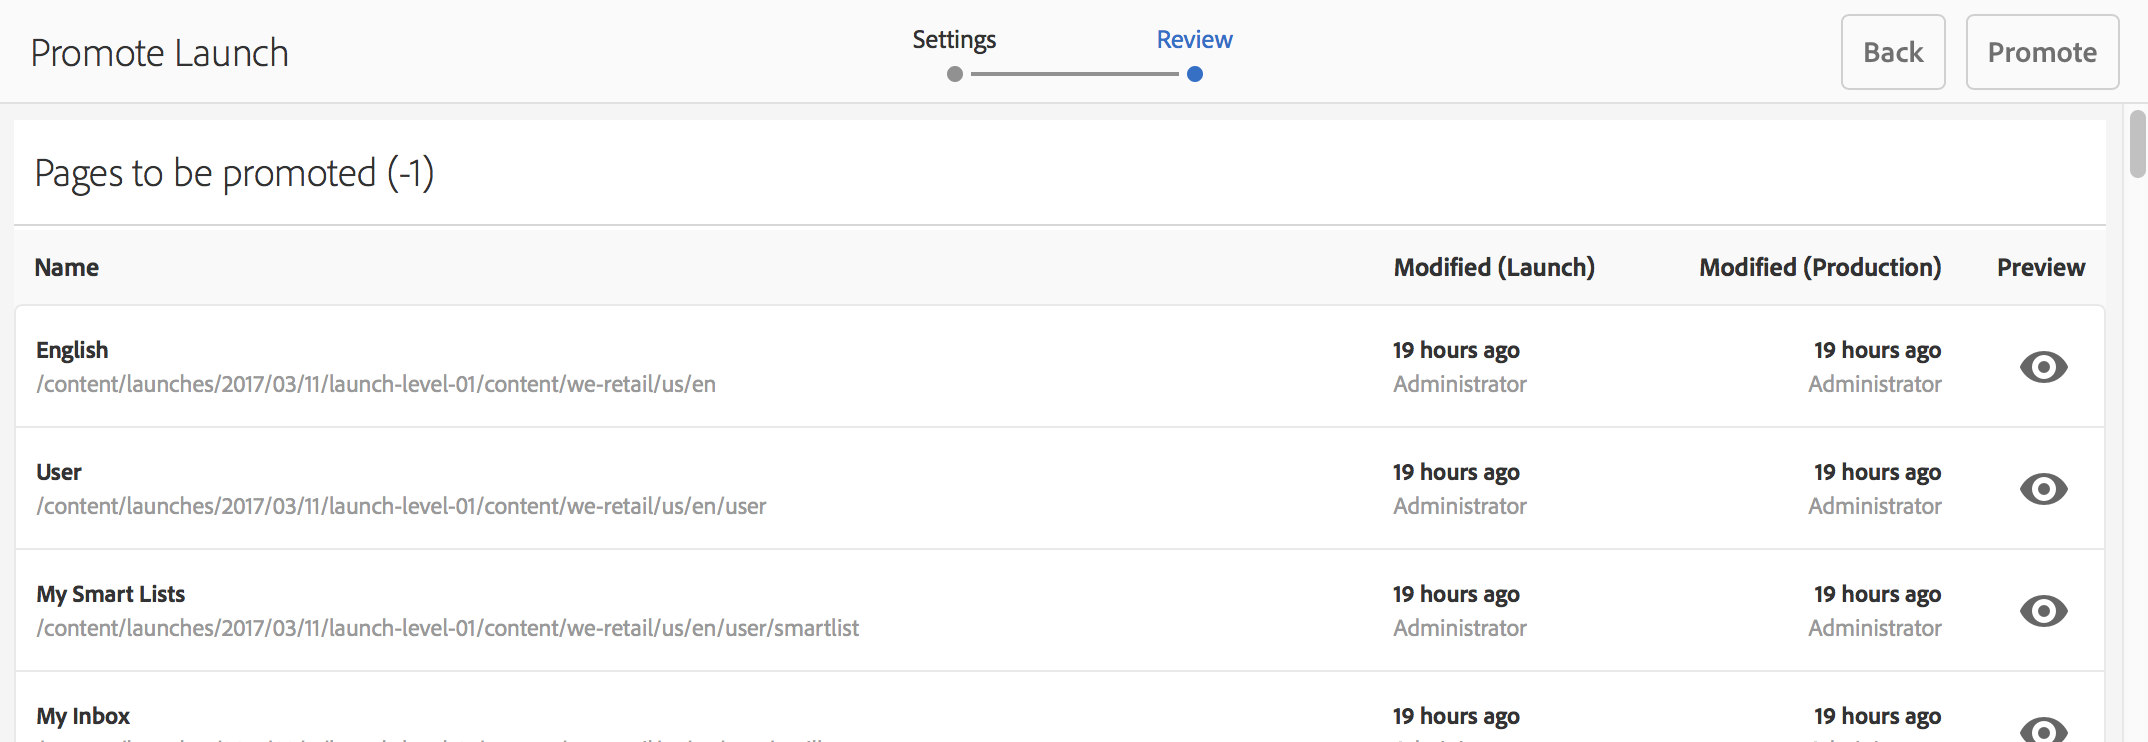 Promote Launch
Settings
Review
Back
Promote
Pages to be promoted (-1)
Name Modified (Launch) Modified (Production) Preview
English 19 hours ago 19 hours ago
/content/launches/2017/03/11/launch-level-01/content/we-retail/us/en Administrator Administrator
User 19 hours ago 19 hours ago
/content/launches/2017/03/11/launch-level-01/content/we-retail/us/en/user Administrator Administrator
My Smart Lists 19 hours ago 19 hours ago
/content/launches/2017/03/11/launch-level-01/content/we-retail/us/en/user/smartlist Administrator Administrator
My Inbox 19 hours ago 19 hours ago